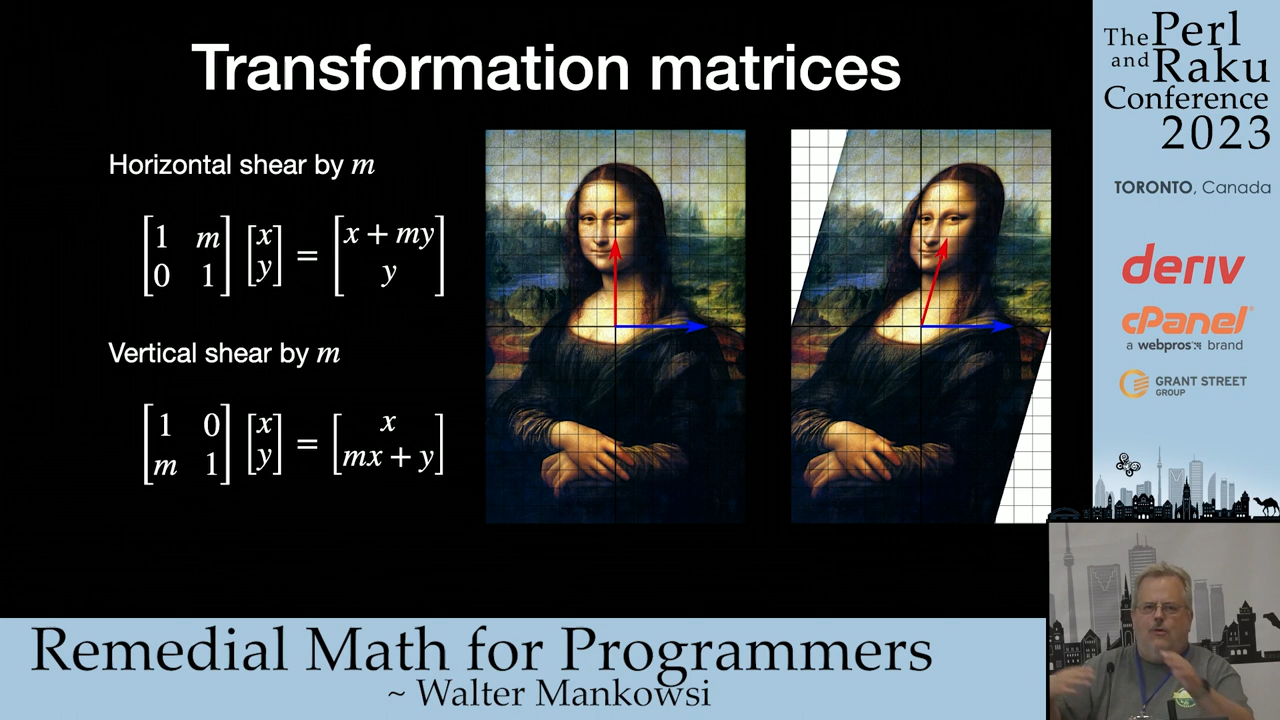 Transformation matrices
Horizontal shear by m
[1 m] [x] = [x + my]
[0 1] [y] [y]
Vertical shear by m
[1 0] [x] = [x]
[m 1] [y] [mx + y]
The Perl
and Raku
Conference
2023
TORONTO, Canada
deriv
cPanel®
a webpros brand
GRANT STREET
GROUP
Remedial Math for Programmers
~ Walter Mankowsi